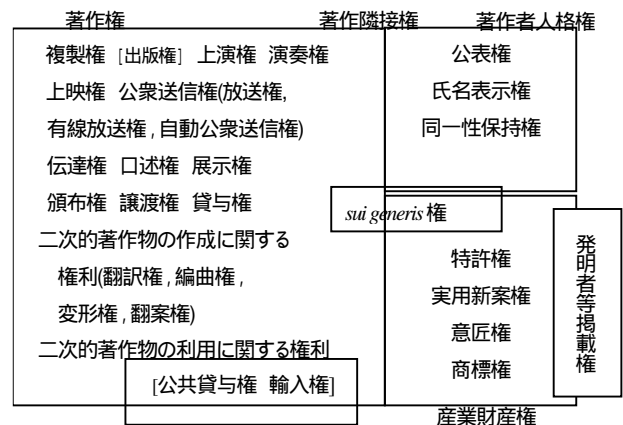 著作権 著作隣接権 著作者人格権
複製権 [出版権] 上演権 演奏権
上映権 公衆送信権(放送権,
有線放送権,自動公衆送信権)
伝達権 口述権 展示権
頒布権 譲渡権 貸与権
二次的著作物の作成に関する
権利(翻訳権,編曲権,
変形権,翻案権)
二次的著作物の利用に関する権利
[公共貸与権 輸入権]
公表権
氏名表示権
同一性保持権
sui generis 権
特許権
実用新案権
意匠権
商標権
産業財産権
発明者等掲載権